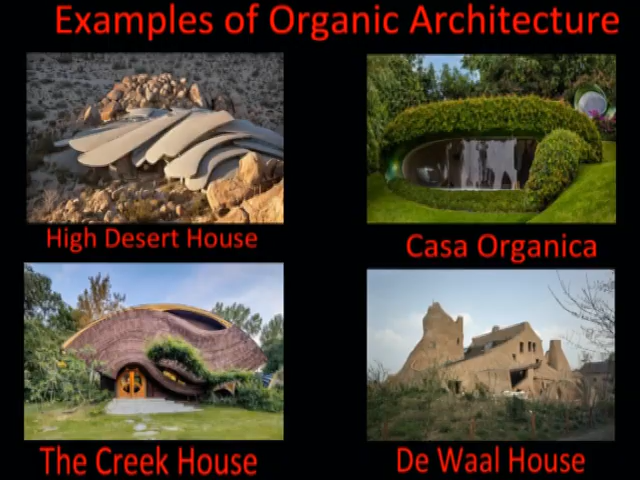 Examples of Organic Architecture
High Desert House
Casa Organica
The Creek House
De Waal House